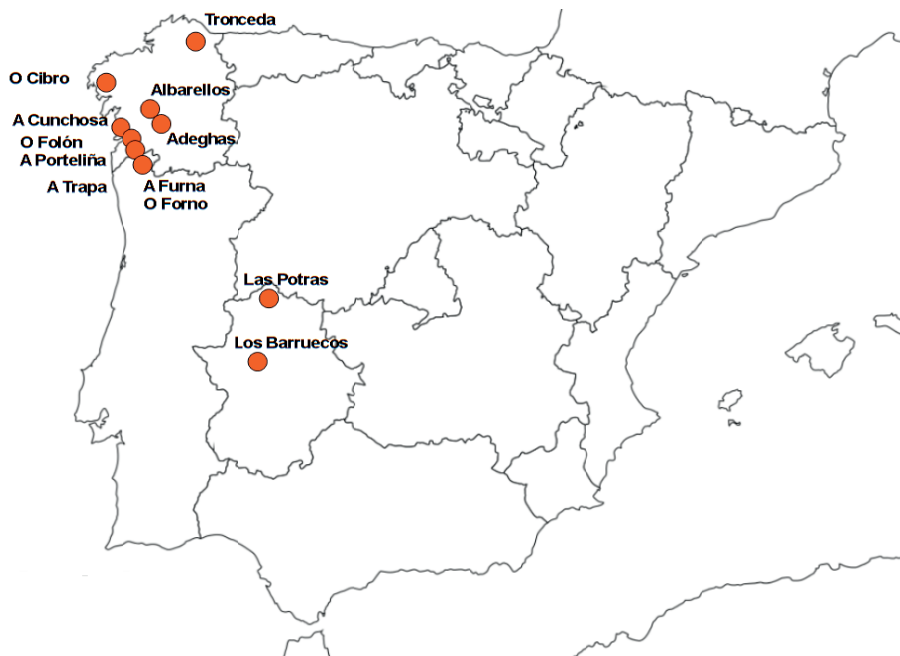 Tronceda
O Cibro
Albarellos
A Cunchosa
Adeghas
O Folón
A Porteliña
A Trapa
A Furna
O Forno
Las Potras
Los Barruecos